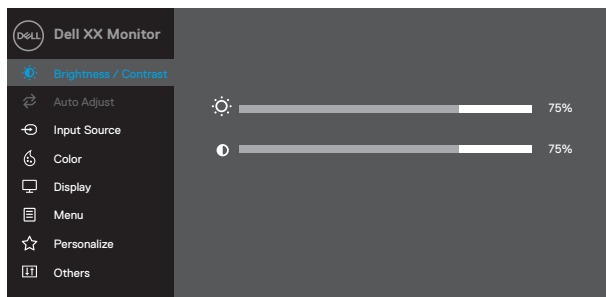 DELL Dell XX Monitor
Brightness / Contrast
Auto Adjust
75%
Input Source
Color
75%
Display
Menu
Personalize
Others